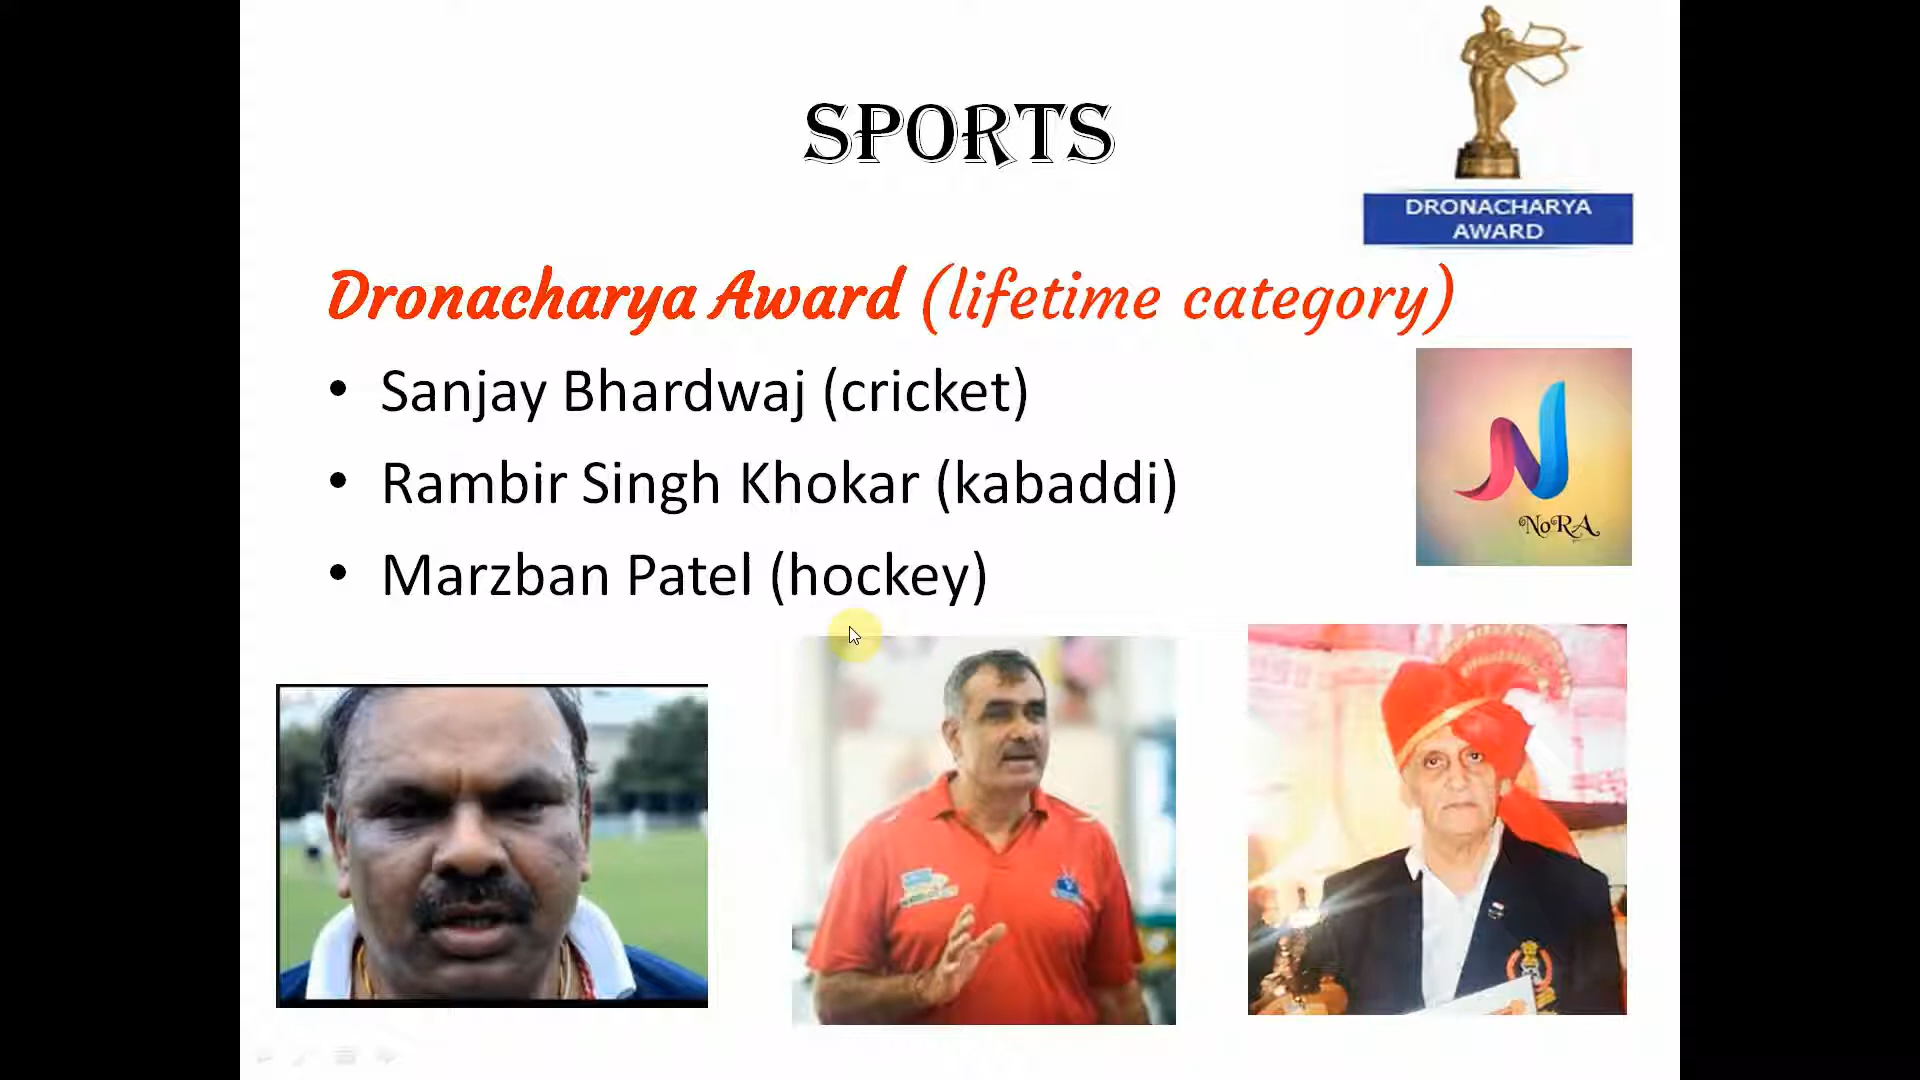 SPORTS
DRONACHARYA
AWARD
Dronacharya Award (lifetime category)
• Sanjay Bhardwaj (cricket)
• Rambir Singh Khokar (kabaddi)
• Marzban Patel (hockey)
NoRA